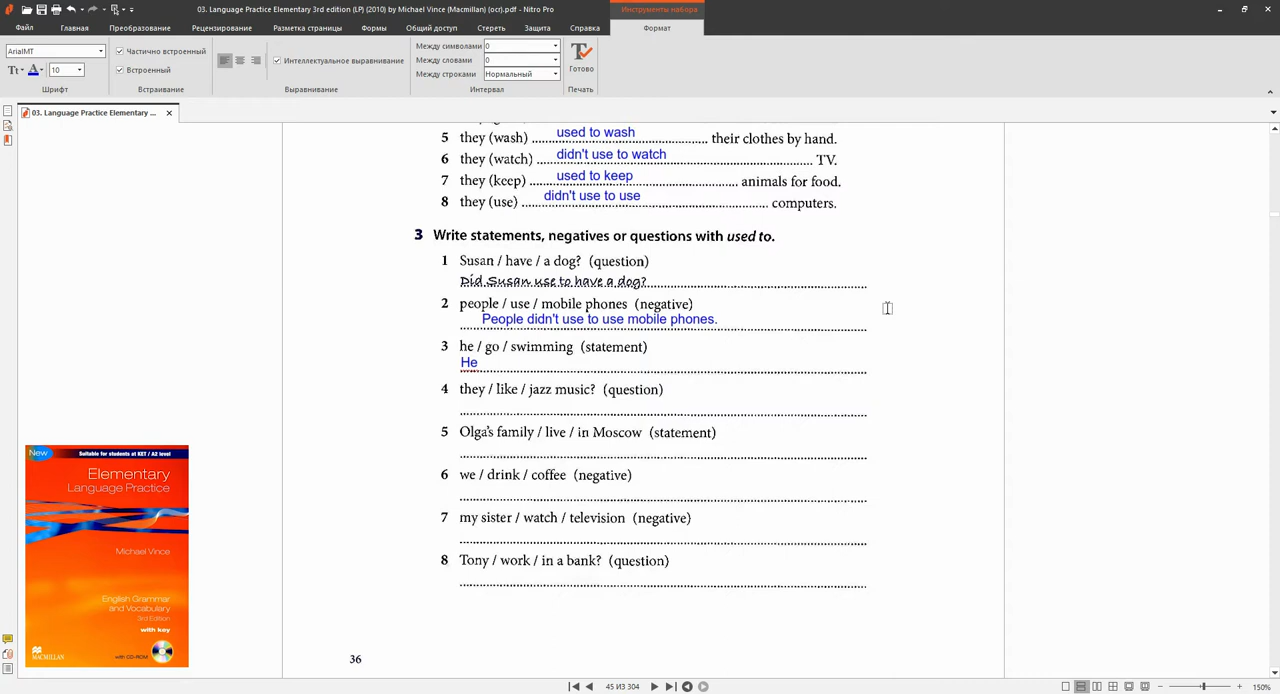 03. Language Practice Elementary 3rd edition (LP) (2010) by Michael Vince (Macmillan) (ocr).pdf - Nitro Pro
Инструменты набора
Файл Главная Преобразование Рецензирование Разметка страницы Формы Общий доступ Стереть Защита Справка Формат
ArialMT
Частично встроенный
Tt A 10
Встроенный
Интеллектуальное выравнивание
Между символами 0
Между словами 0
Между строками Нормальный
Готово
Шрифт Встраивание Выравнивание Интервал Печать
03. Language Practice Elementary ...
5 they (wash) used to wash their clothes by hand.
6 they (watch) didn't use to watch TV.
7 they (keep) used to keep animals for food.
8 they (use) didn't use to use computers.
3 Write statements, negatives or questions with used to.
1 Susan / have / a dog? (question)
Did Susan use to have a dog?
2 people / use / mobile phones (negative)
People didn't use to use mobile phones.
3 he / go / swimming (statement)
He
4 they / like / jazz music? (question)
5 Olga's family / live / in Moscow (statement)
6 we / drink / coffee (negative)
7 my sister / watch / television (negative)
8 Tony / work / in a bank? (question)
36
New
Suitable for students at KET / A2 level
Elementary
Language Practice
Michael Vince
English Grammar
and Vocabulary
3rd Edition
with key
MACMILLAN
with CD-ROM
45 ИЗ 304
150%